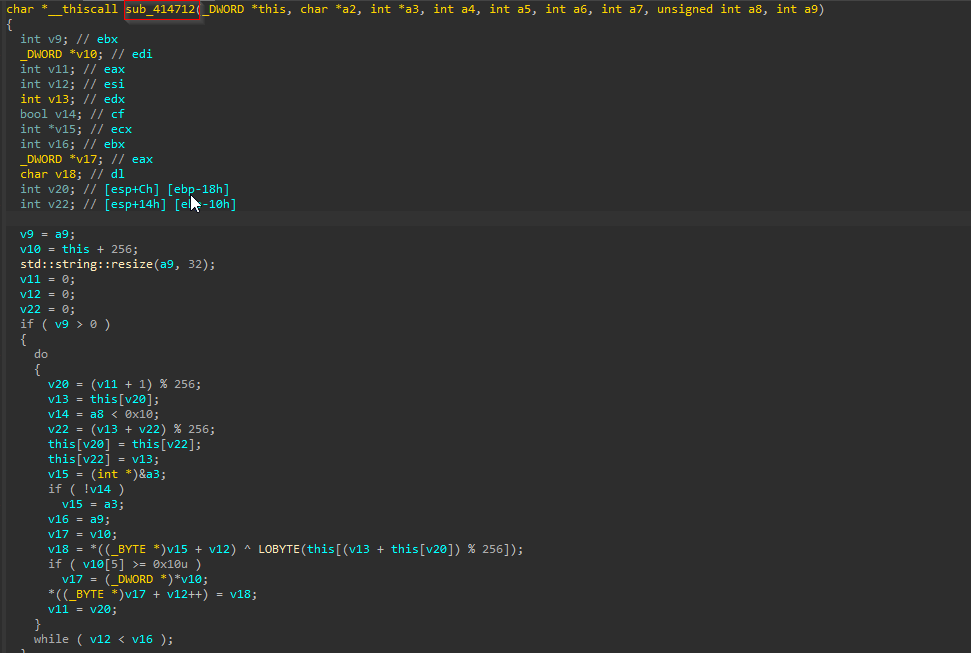 char *__thiscall sub_414712(_DWORD *this, char *a2, int *a3, int a4, int a5, int a6, int a7, unsigned int a8, int a9)
{
int v9; // ebx
_DWORD *v10; // edi
int v11; // eax
int v12; // esi
int v13; // edx
bool v14; // cf
int *v15; // ecx
int v16; // ebx
_DWORD *v17; // eax
char v18; // dl
int v20; // [esp+Ch] [ebp-18h]
int v22; // [esp+14h] -10h]
v9 = a9;
v10 = this + 256;
std::string::resize(a9, 32);
v11 = 0;
v12 = 0;
v22 = 0;
if ( v9 > 0 )
{
do
{
v20 = (v11 + 1) % 256;
v13 = this[v20];
v14 = a8 < 0x10;
v22 = (v13 + v22) % 256;
this[v20] = this[v22];
this[v22] = v13;
v15 = (int *)&a3;
if ( !v14 )
v15 = a3;
v16 = a9;
v17 = v10;
v18 = *((_BYTE *)v15 + v12) ^ LOBYTE(this[(v13 + this[v20]) % 256]);
if ( v10[5] >= 0x10u )
v17 = (_DWORD *)*v10;
*((_BYTE *)v17 + v12++) = v18;
v11 = v20;
}
while ( v12 < v16 );